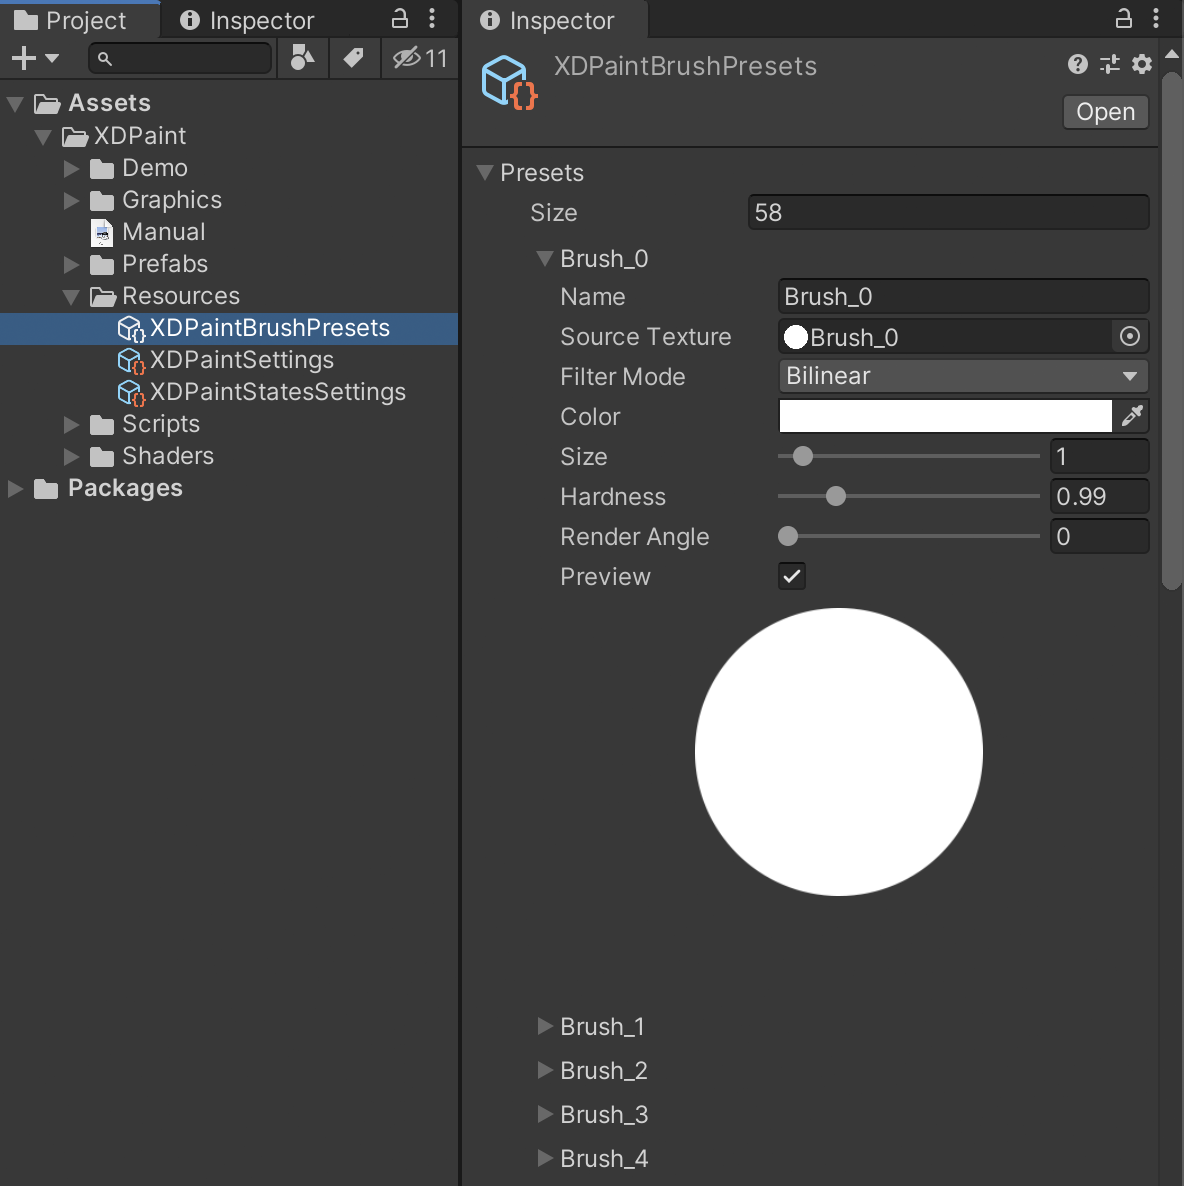 Project
Inspector
11
Assets
XDPaint
Demo
Graphics
Manual
Prefabs
Resources
XDPaintBrushPresets
XDPaintSettings
XDPaintStatesSettings
Scripts
Shaders
Packages
Inspector
XDPaintBrushPresets
Open
Presets
Size 58
Brush_0
Name Brush_0
Source Texture Brush_0
Filter Mode Bilinear
Color
Size 1
Hardness 0.99
Render Angle 0
Preview
Brush_1
Brush_2
Brush_3
Brush_4